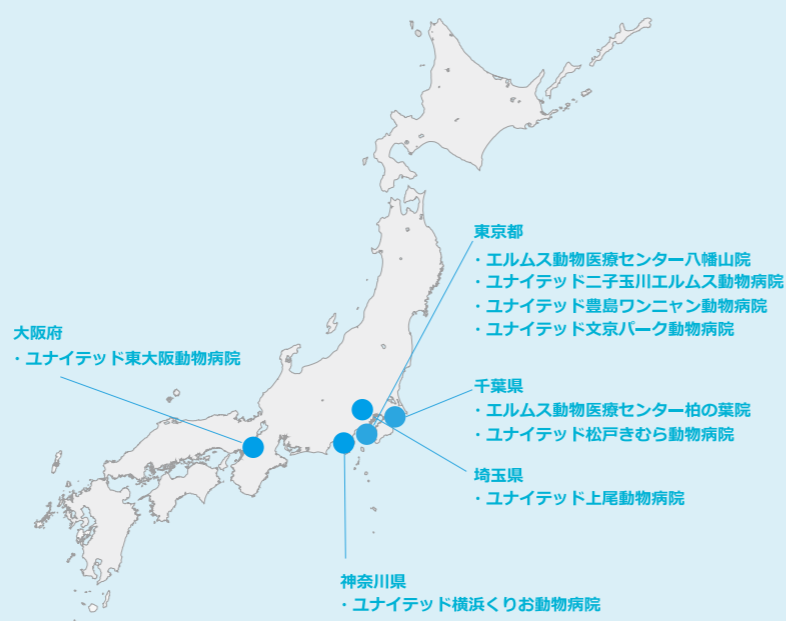 東京都
・エルムス動物医療センター八幡山院
・ユナイテッド二子玉川エルムス動物病院
・ユナイテッド豊島ワンニャン動物病院
・ユナイテッド文京パーク動物病院
大阪府
・ユナイテッド東大阪動物病院
千葉県
・エルムス動物医療センター柏の葉院
・ユナイテッド松戸きむら動物病院
埼玉県
・ユナイテッド上尾動物病院
神奈川県
・ユナイテッド横浜くりお動物病院